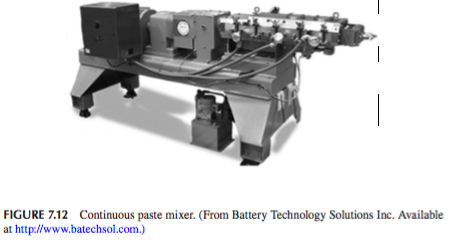 FIGURE 7.12 Continuous paste mixer. (From Battery Technology Solutions Inc. Available
at http://www.batechsol.com.)